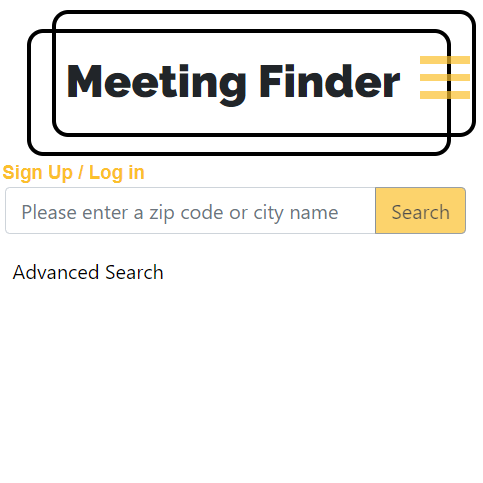 Meeting Finder
Sign Up / Log in
Please enter a zip code or city name Search
Advanced Search